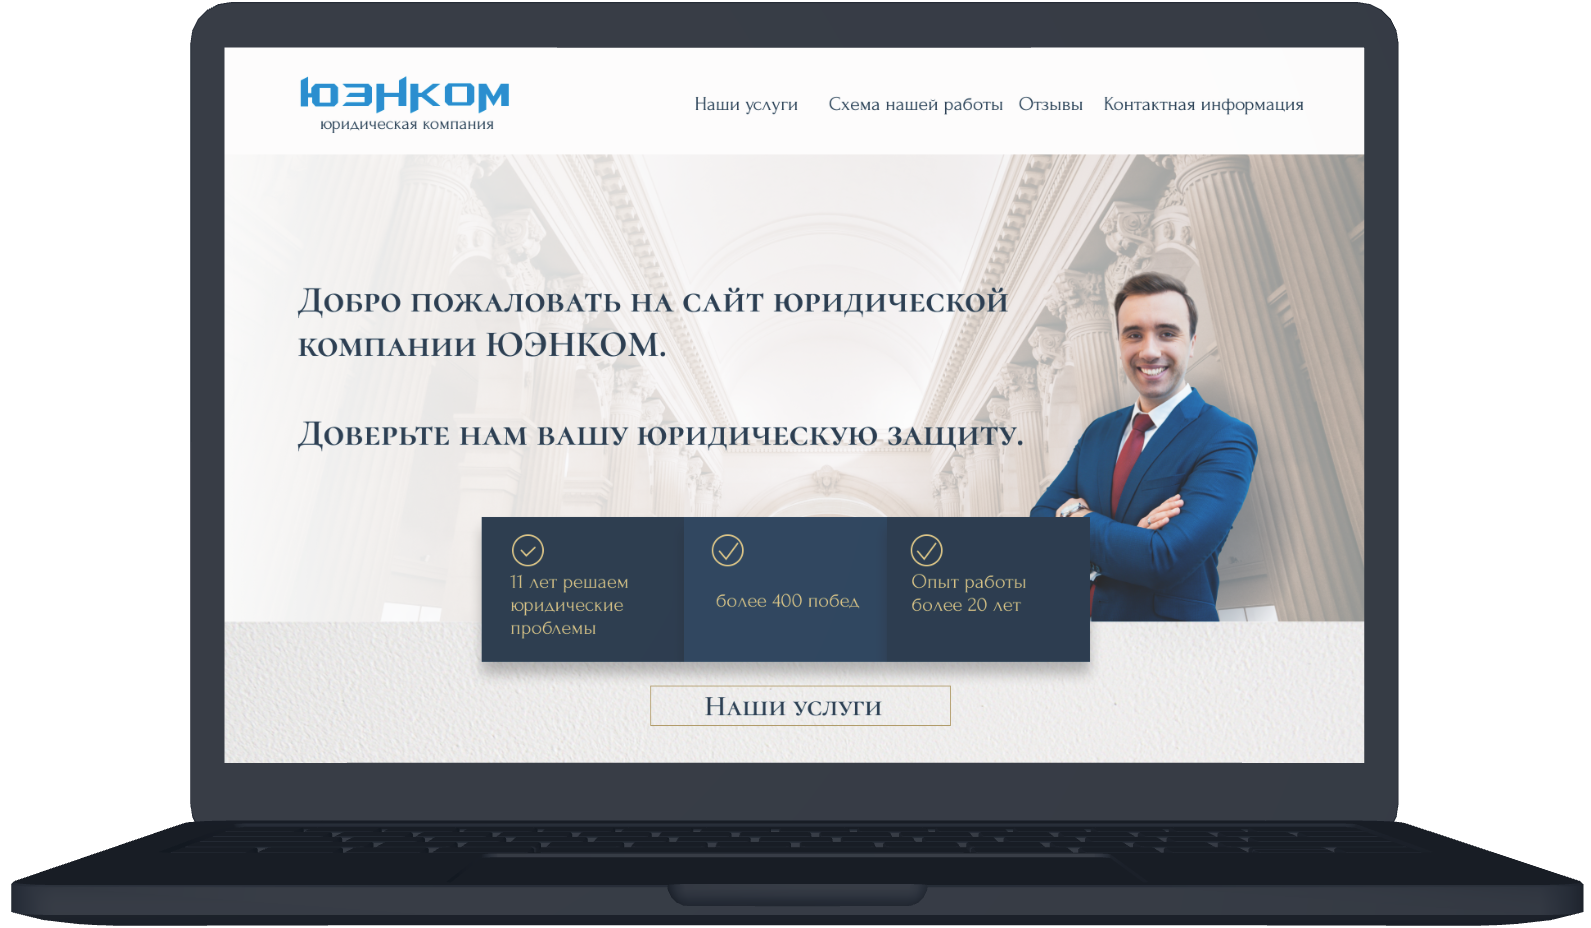 ЮЭНКОМ
юридическая компания
Наши услуги Схема нашей работы Отзывы Контактная информация
Добро пожаловать на сайт юридической
компании ЮЭНКОМ.
Доверьте нам вашу юридическую защиту.
11 лет решаем
юридические
проблемы
более 400 побед
Опыт работы
более 20 лет
Наши услуги